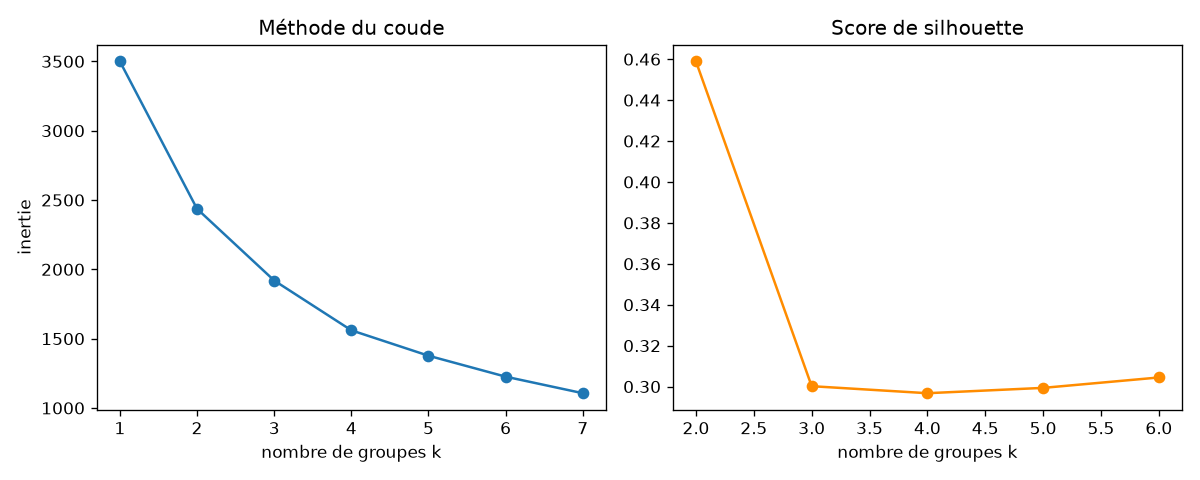 Méthode du coude
3500
3000
2500
2000
1500
1000
inertie
1 2 3 4 5 6 7
nombre de groupes k
Score de silhouette
0.46
0.44
0.42
0.40
0.38
0.36
0.34
0.32
0.30
2.0 2.5 3.0 3.5 4.0 4.5 5.0 5.5 6.0
nombre de groupes k